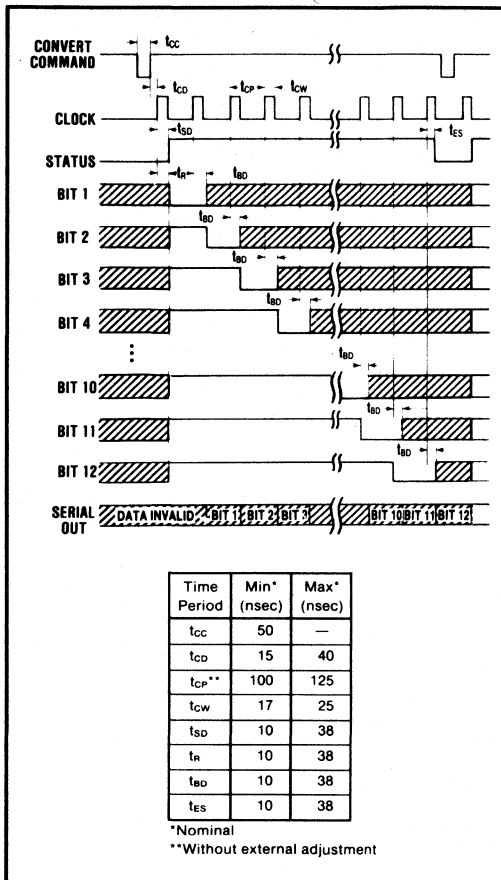 CONVERT
COMMAND
tCC
tCD
tCP
tCW
CLOCK
tSD
tES
STATUS
tR
tBD
BIT 1
tBD
BIT 2
tBD
BIT 3
tBD
BIT 4
tBD
BIT 10
tBD
BIT 11
tBD
BIT 12
SERIAL
OUT
DATA INVALID BIT 1 BIT 2 BIT 3 BIT 10 BIT 11 BIT 12
Time Period Min* (nsec) Max* (nsec)
tCC 50 —
tCD 15 40
tCP** 100 125
tCW 17 25
tSD 10 38
tR 10 38
tBD 10 38
tES 10 38
*Nominal
**Without external adjustment